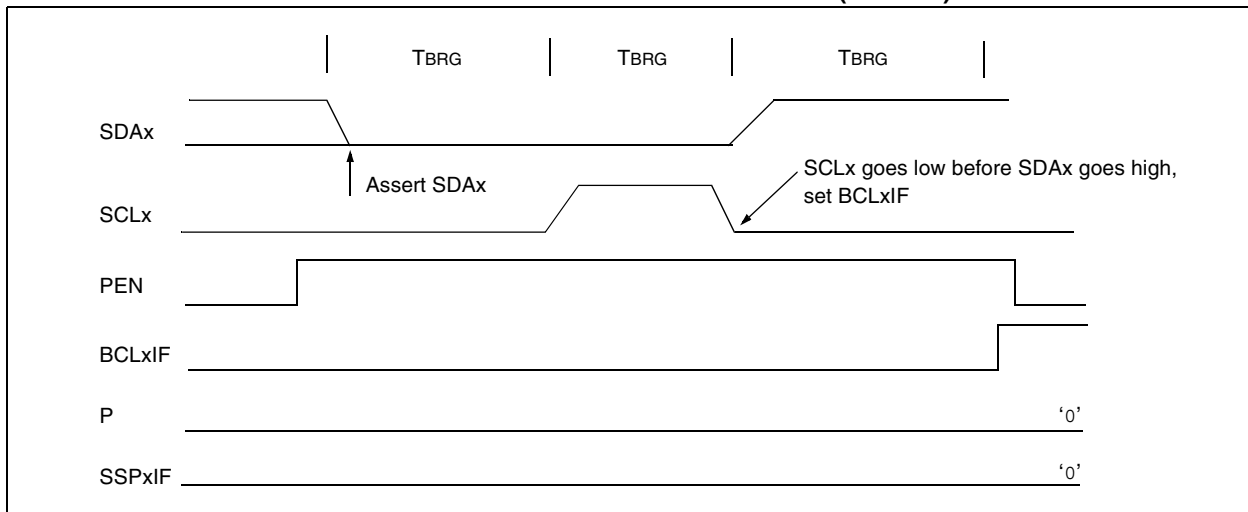 TBRG TBRG TBRG
SDAx
Assert SDAx
SCLx goes low before SDAx goes high,
set BCLxIF
SCLx
PEN
BCLxIF
P ‘0’
SSPxIF ‘0’